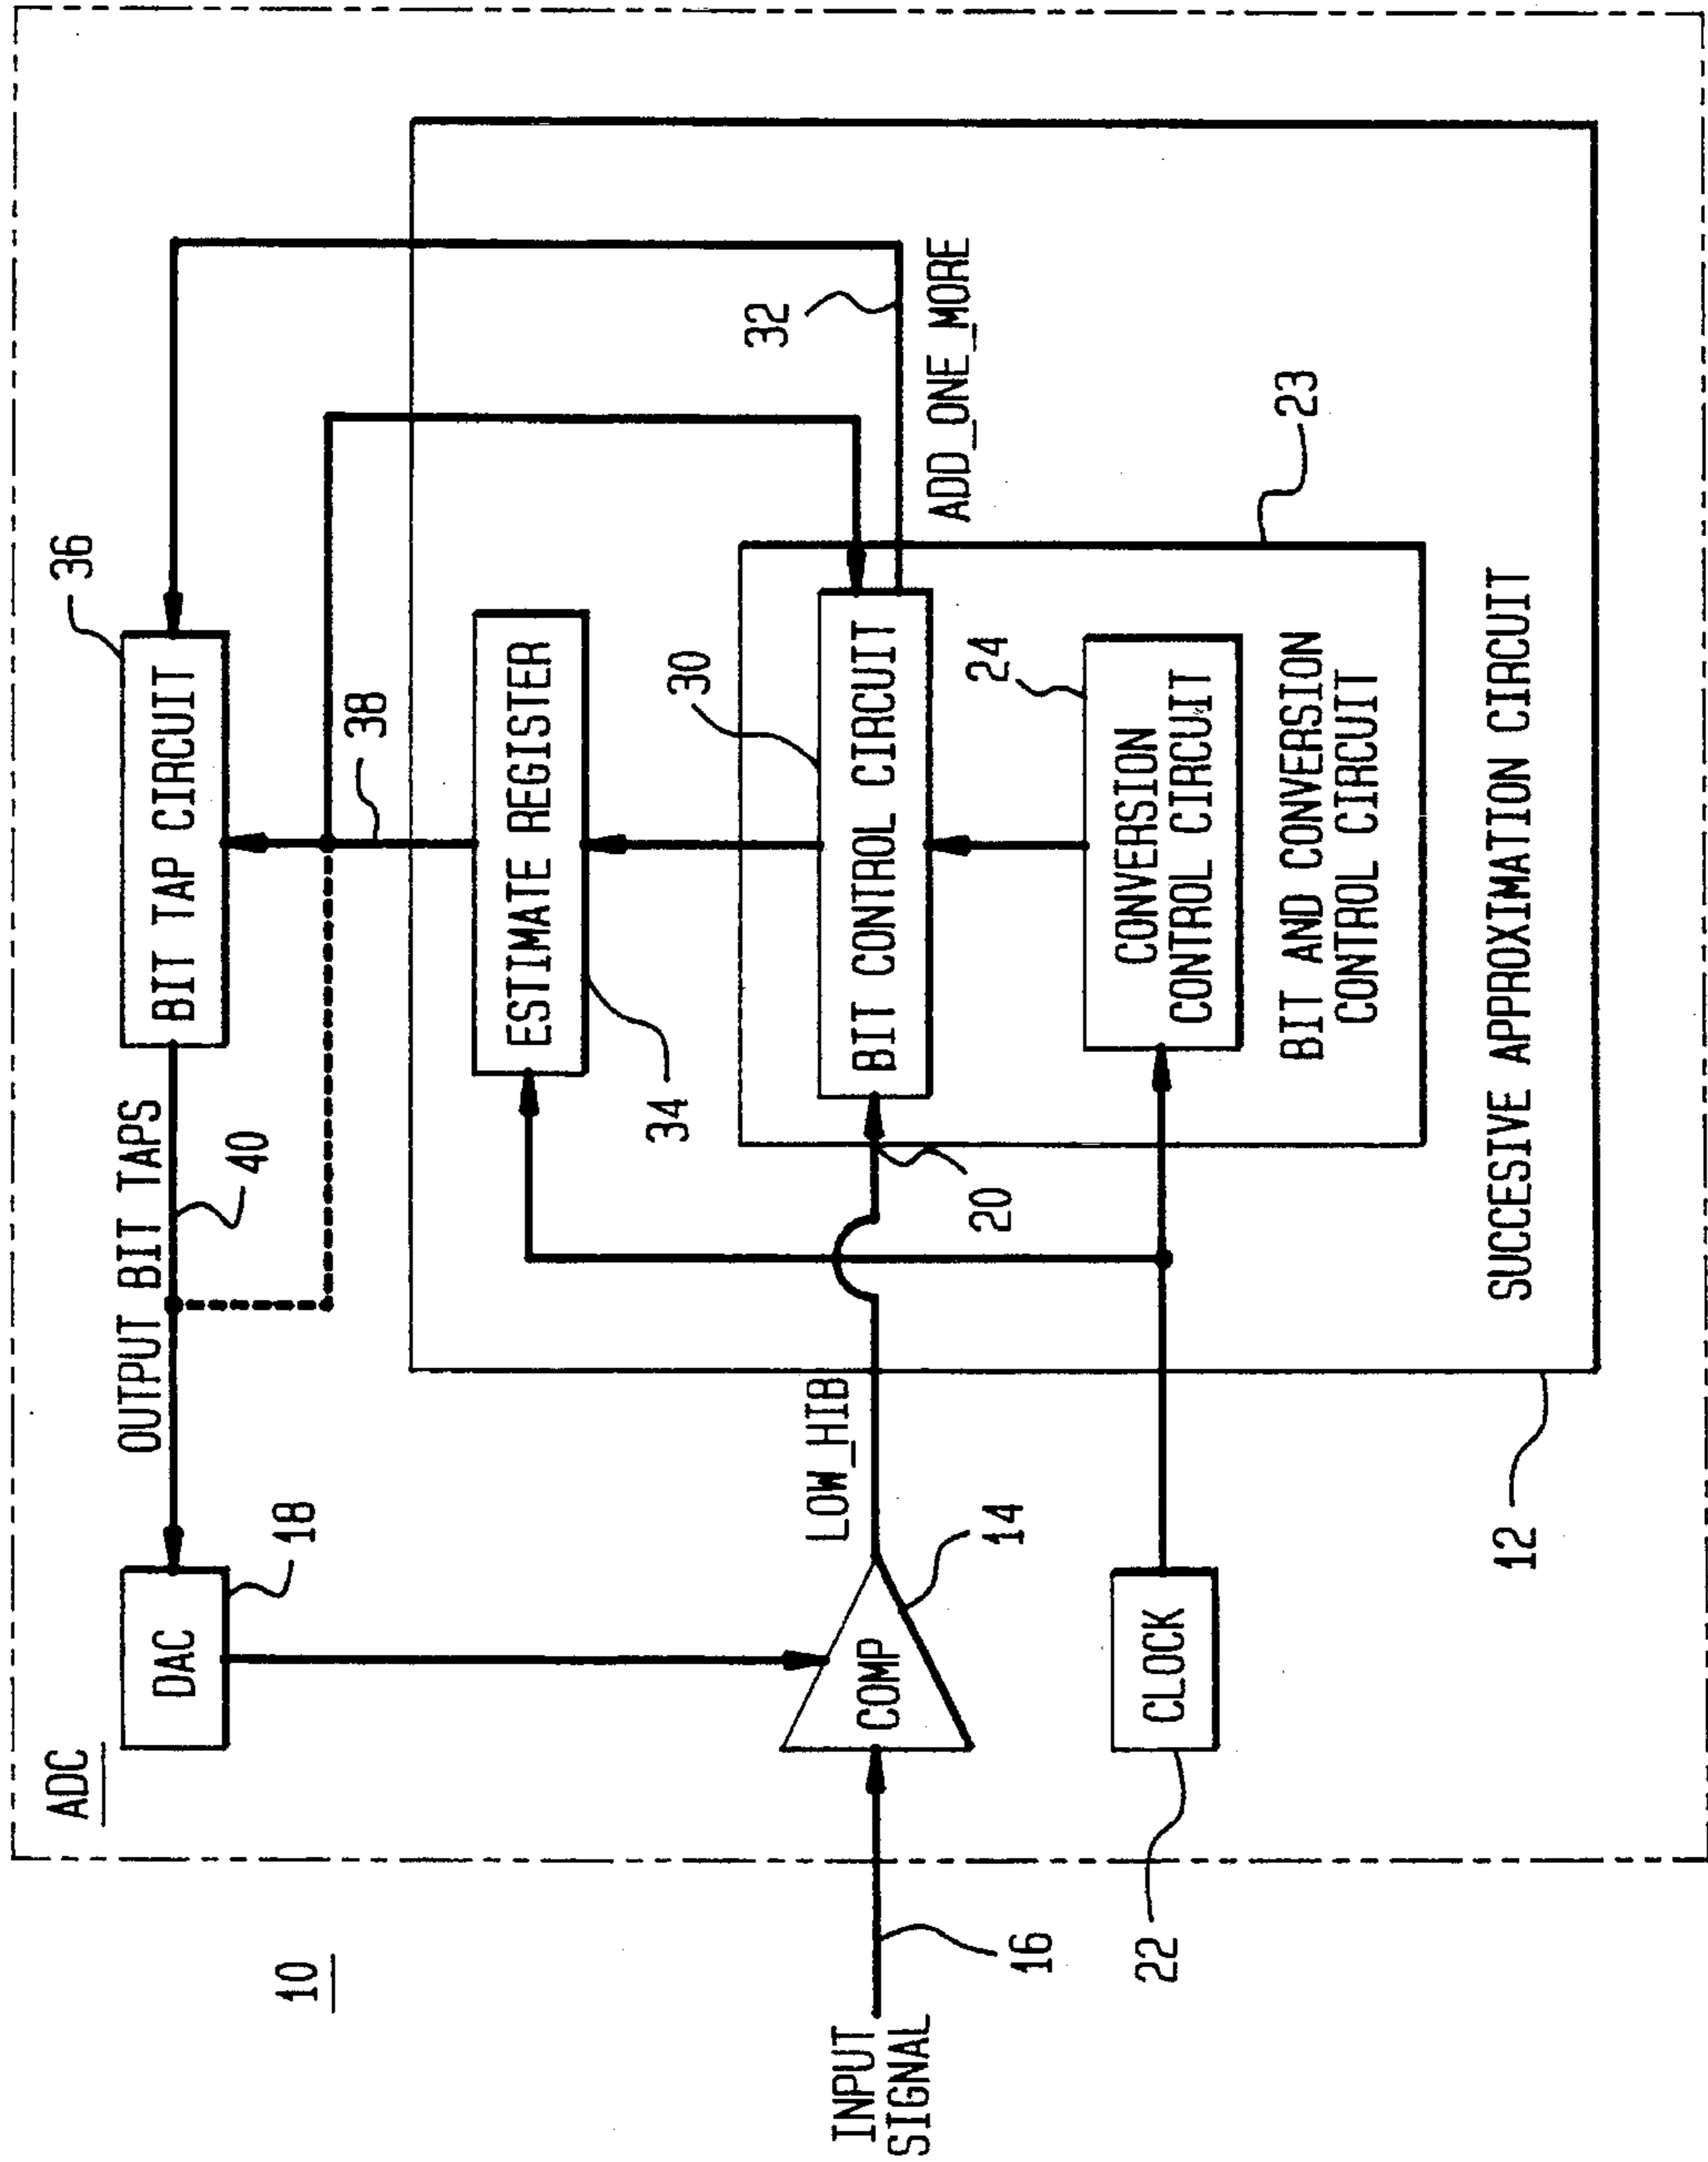 10
ADC
DAC
18
OUTPUT BIT TAPS
40
BIT TAP CIRCUIT
36
38
INPUT
SIGNAL
16
COMP
14
LOW_HIB
20
CLOCK
22
12
ESTIMATE REGISTER
34
BIT CONTROL CIRCUIT
30
32
ADD_ONE_MORE
CONVERSION
CONTROL CIRCUIT
24
BIT AND CONVERSION
CONTROL CIRCUIT
23
SUCCESIVE APPROXIMATION CIRCUIT